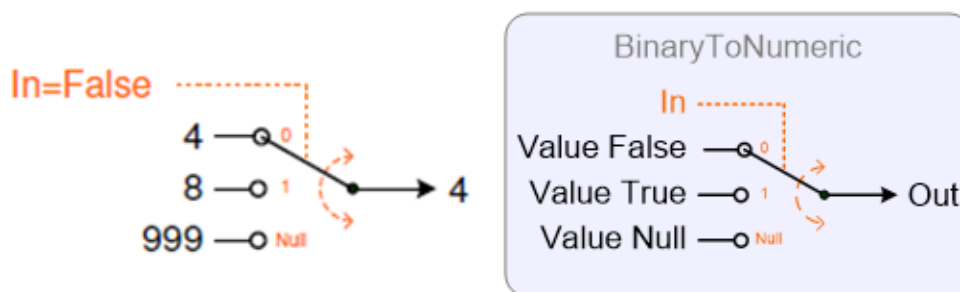 In=False
4 0
8 1
999 Null
4
BinaryToNumeric
In
Value False 0
Value True 1
Value Null Null
Out